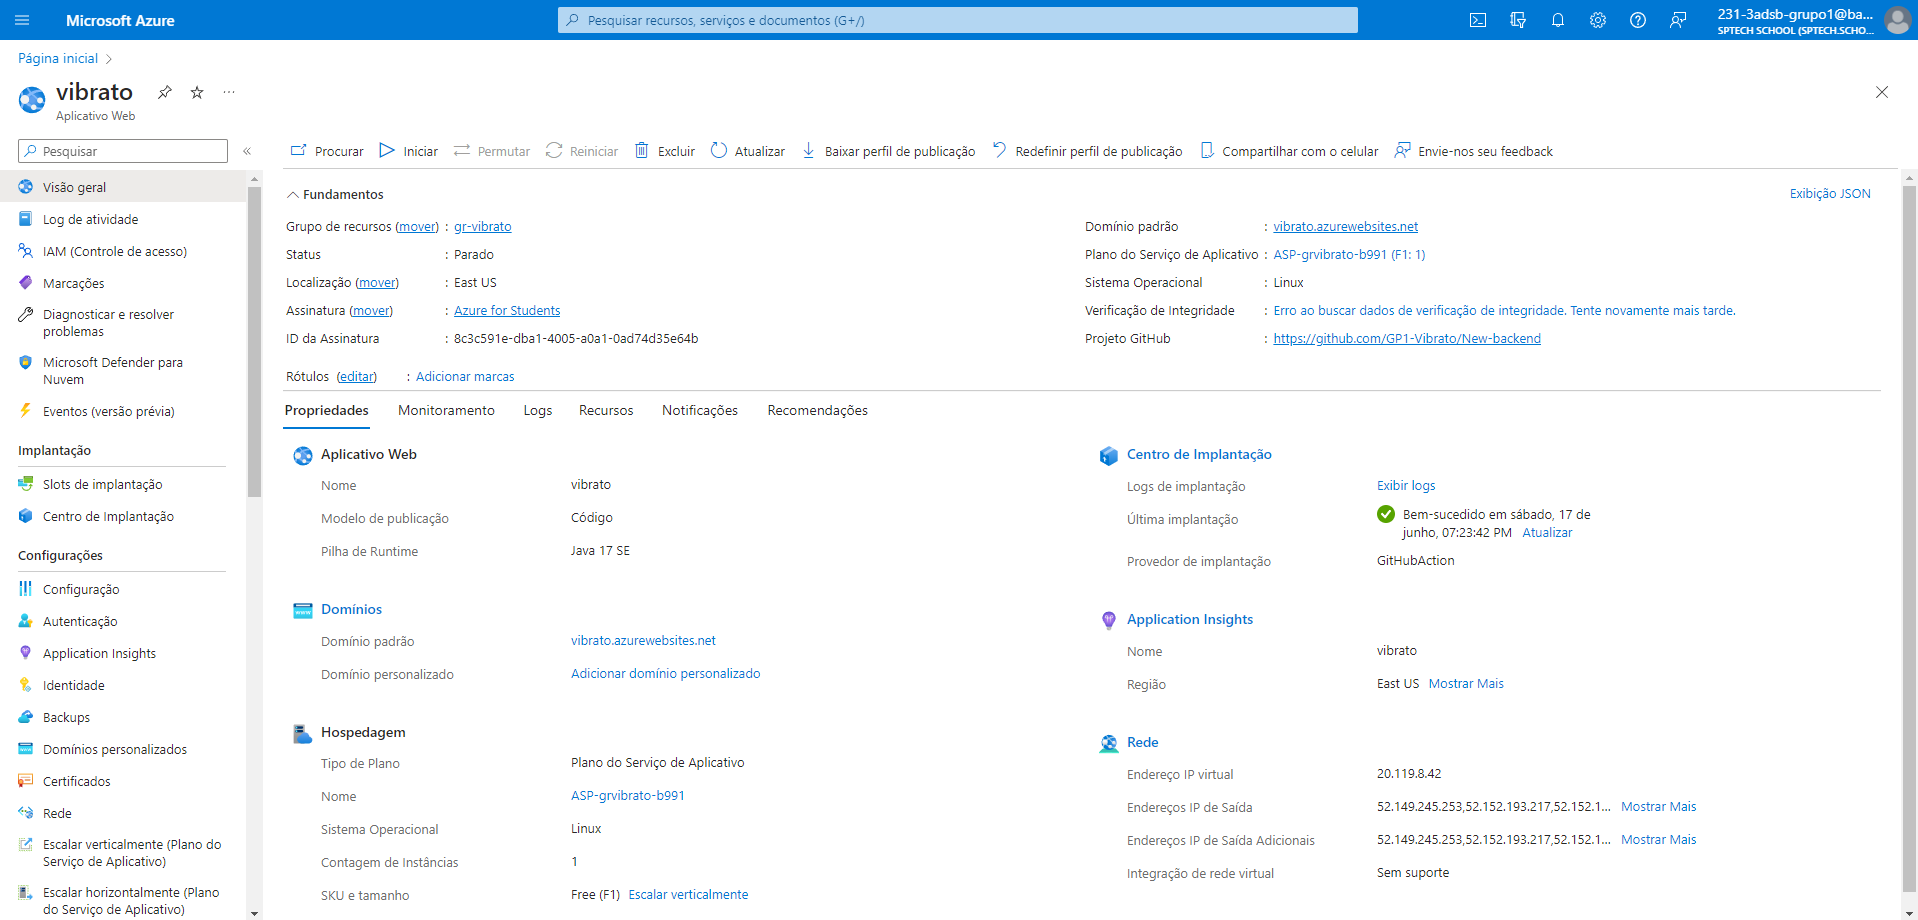 Microsoft Azure
Pesquisar recursos, serviços e documentos (G+/)
231-3adsb-grupo1@ba...
SPTECH SCHOOL (SPTECH.SCHO...
Página inicial
vibrato
Aplicativo Web
Pesquisar
Procurar
Iniciar
Permutar
Reiniciar
Excluir
Atualizar
Baixar perfil de publicação
Redefinir perfil de publicação
Compartilhar com o celular
Envie-nos seu feedback
Visão geral
Log de atividade
IAM (Controle de acesso)
Marcações
Diagnosticar e resolver
problemas
Microsoft Defender para
Nuvem
Eventos (versão prévia)
Implantação
Slots de implantação
Centro de Implantação
Configurações
Configuração
Autenticação
Application Insights
Identidade
Backups
Domínios personalizados
Certificados
Rede
Escalar verticalmente (Plano do
Serviço de Aplicativo)
Escalar horizontalmente (Plano
do Serviço de Aplicativo)
Fundamentos
Exibição JSON
Grupo de recursos (mover) : gr-vibrato
Status : Parado
Localização (mover) : East US
Assinatura (mover) : Azure for Students
ID da Assinatura : 8c3c591e-dba1-4005-a0a1-0ad74d35e64b
Domínio padrão : vibrato.azurewebsites.net
Plano do Serviço de Aplicativo : ASP-grvibrato-b991 (F1: 1)
Sistema Operacional : Linux
Verificação de Integridade : Erro ao buscar dados de verificação de integridade. Tente novamente mais tarde.
Projeto GitHub : https://github.com/GP1-Vibrato/New-backend
Rótulos (editar) : Adicionar marcas
Propriedades
Monitoramento
Logs
Recursos
Notificações
Recomendações
Aplicativo Web
Nome vibrato
Modelo de publicação Código
Pilha de Runtime Java 17 SE
Domínios
Domínio padrão vibrato.azurewebsites.net
Domínio personalizado Adicionar domínio personalizado
Hospedagem
Tipo de Plano Plano do Serviço de Aplicativo
Nome ASP-grvibrato-b991
Sistema Operacional Linux
Contagem de Instâncias 1
SKU e tamanho Free (F1) Escalar verticalmente
Centro de Implantação
Logs de implantação Exibir logs
Última implantação Bem-sucedido em sábado, 17 de
junho, 07:23:42 PM Atualizar
Provedor de implantação GitHubAction
Application Insights
Nome vibrato
Região East US Mostrar Mais
Rede
Endereço IP virtual 20.119.8.42
Endereços IP de Saída 52.149.245.253,52.152.193.217,52.152.1... Mostrar Mais
Endereços IP de Saída Adicionais 52.149.245.253,52.152.193.217,52.152.1... Mostrar Mais
Integração de rede virtual Sem suporte